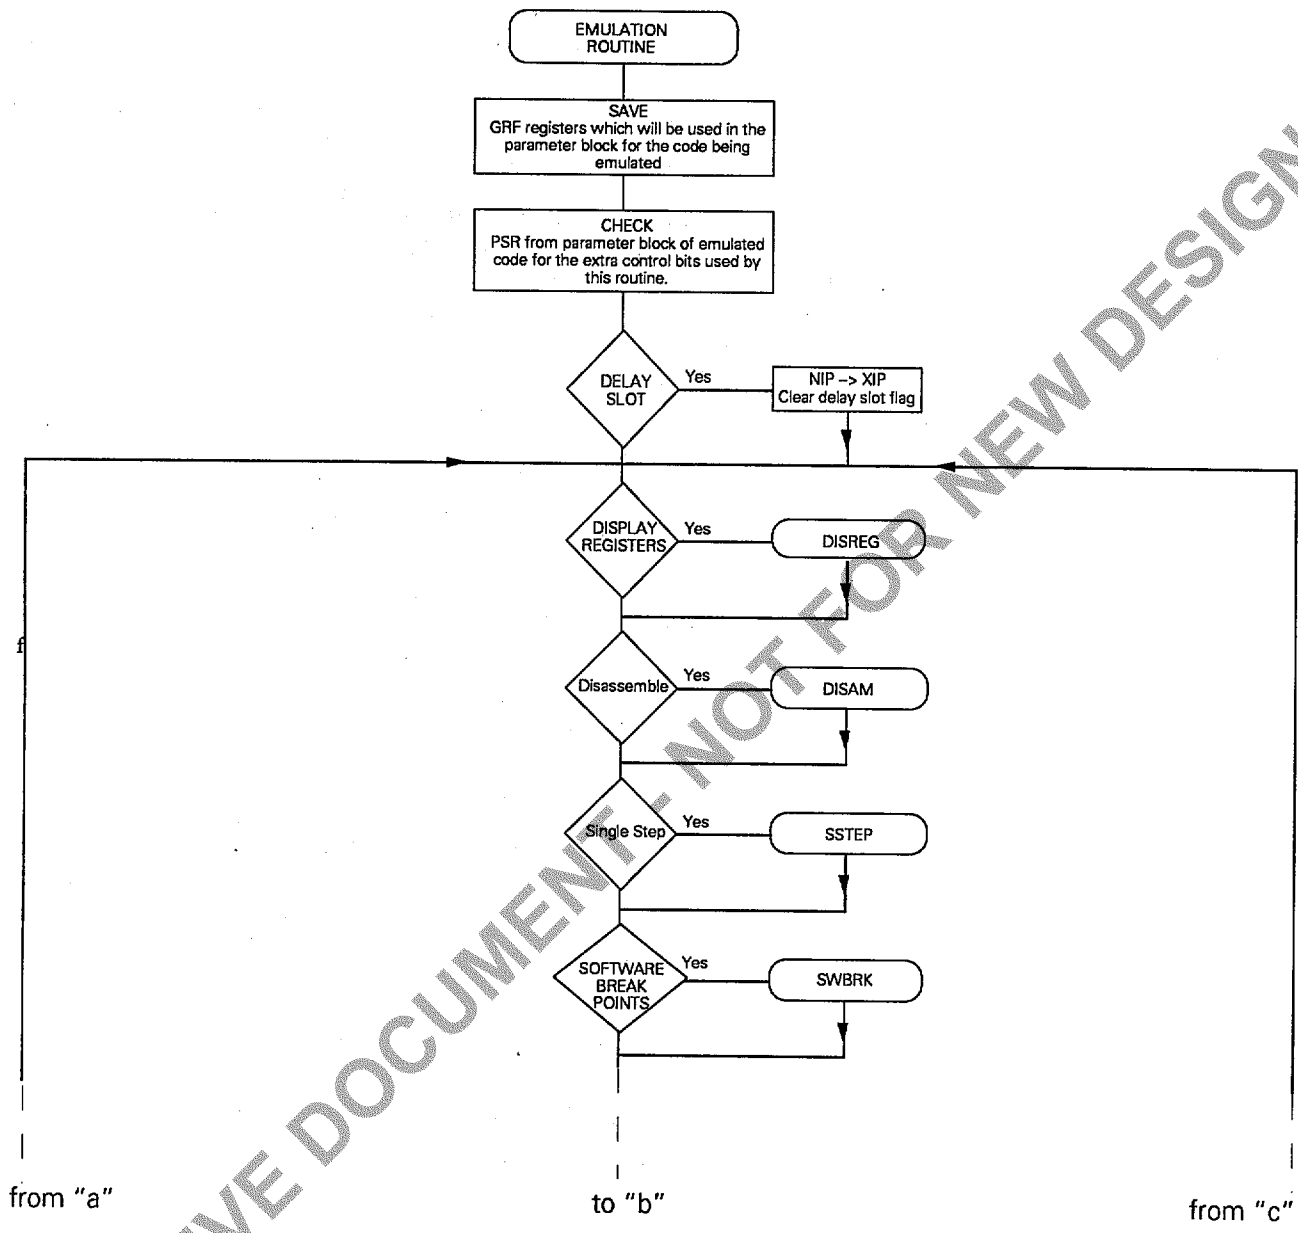 EMULATION
ROUTINE
SAVE
GRF registers which will be used in the
parameter block for the code being
emulated
CHECK
PSR from parameter block of emulated
code for the extra control bits used by
this routine.
DELAY
SLOT
Yes
NIP –> XIP
Clear delay slot flag
DISPLAY
REGISTERS
Yes
DISREG
f
Disassemble
Yes
DISAM
Single Step
Yes
SSTEP
SOFTWARE
BREAK
POINTS
Yes
SWBRK
from "a"
to "b"
from "c"
IVE DOCUMENT - NOT FOR NEW DESIGN